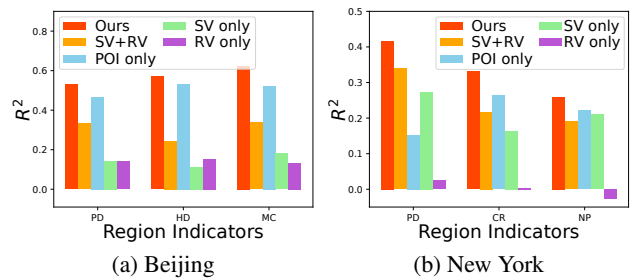 0.8
0.6
0.4
0.2
0.0
R²
Ours
SV+RV
POI only
SV only
RV only
PD
HD
MC
Region Indicators
(a) Beijing
0.5
0.4
0.3
0.2
0.1
0.0
R²
Ours
SV+RV
POI only
SV only
RV only
PD
CR
NP
Region Indicators
(b) New York